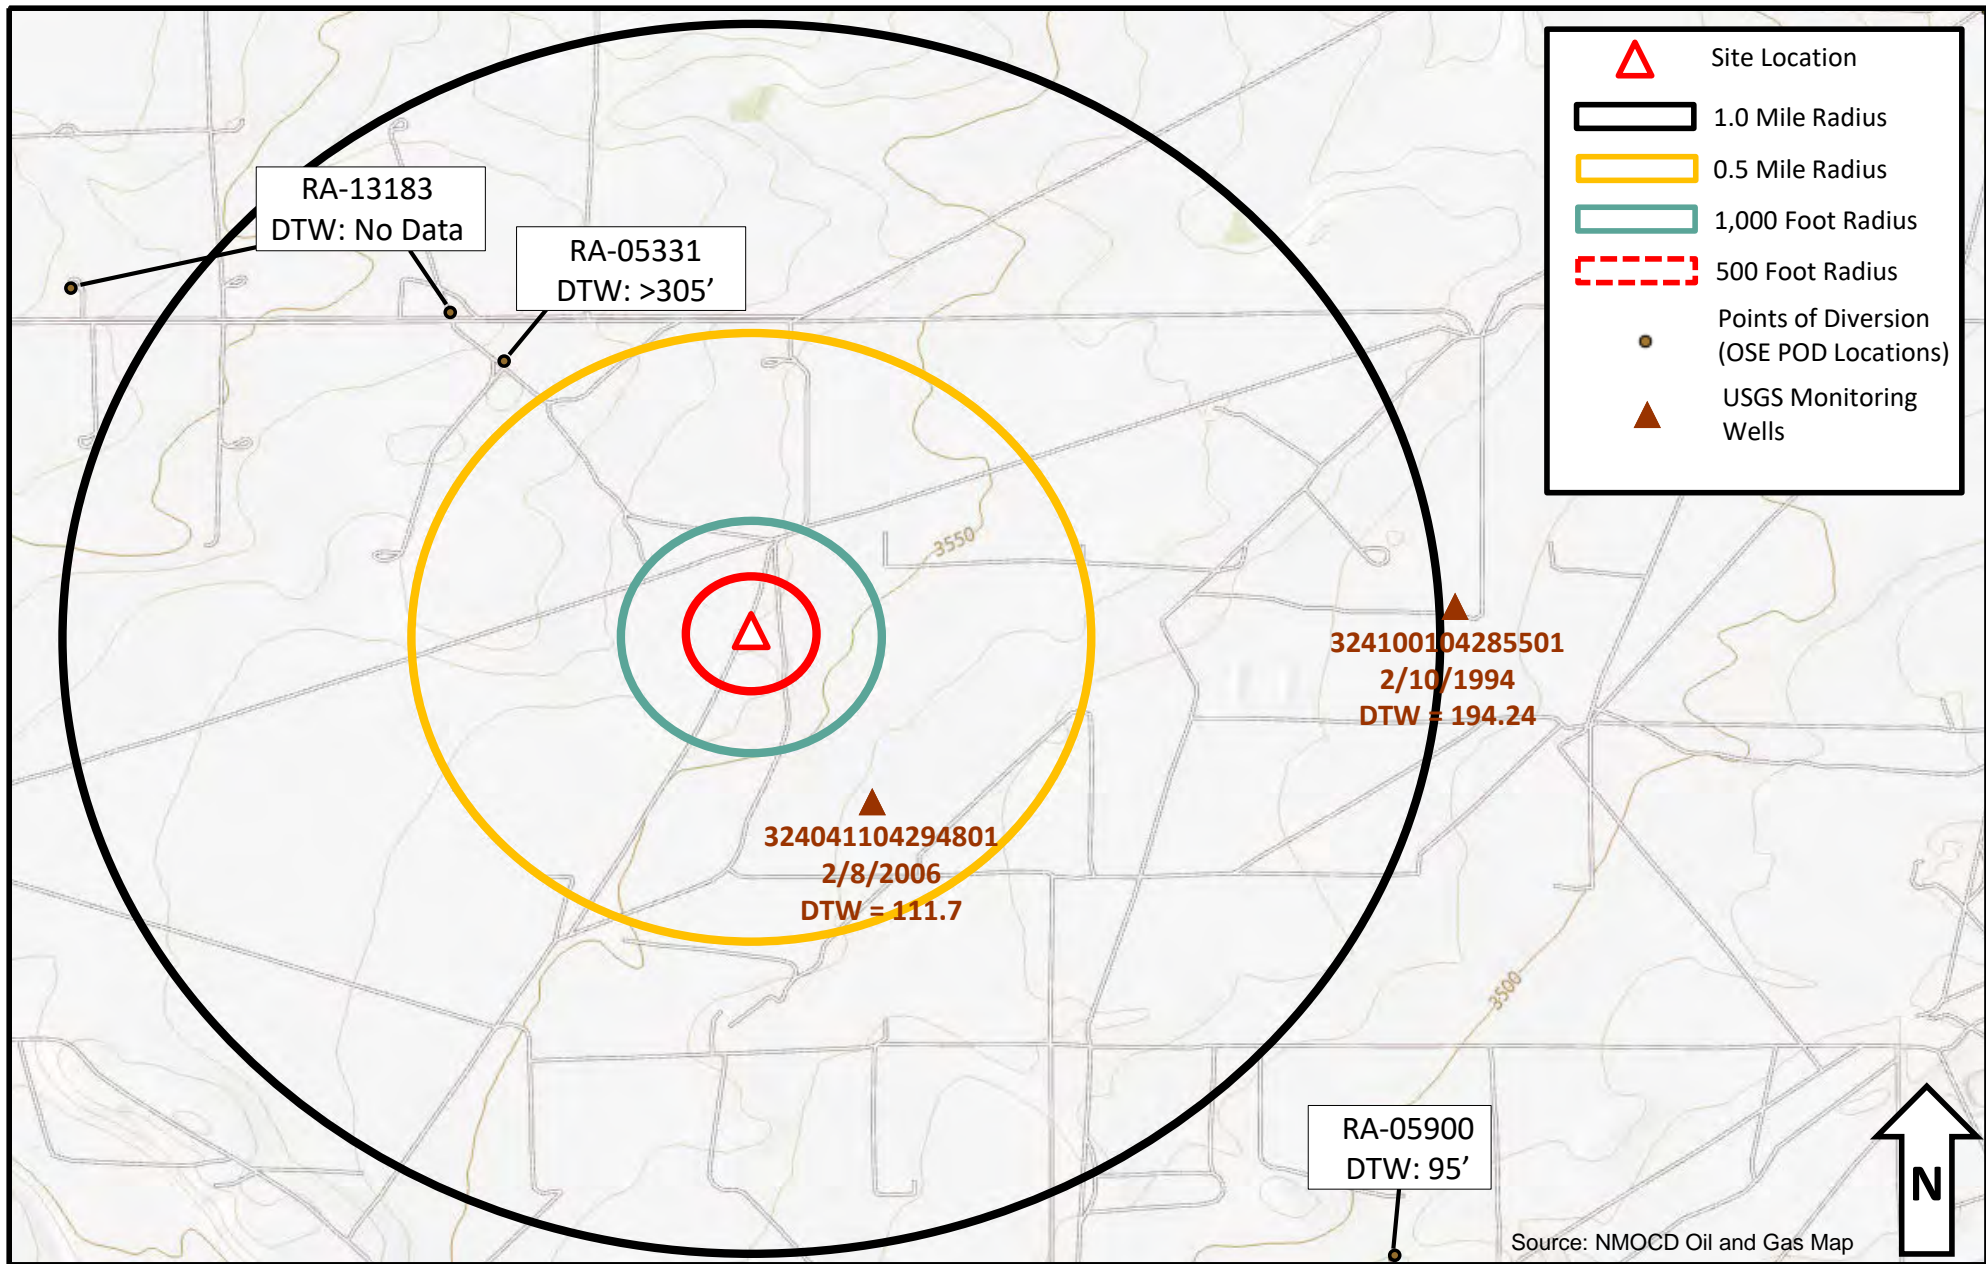 Site Location
1.0 Mile Radius
0.5 Mile Radius
1,000 Foot Radius
500 Foot Radius
Points of Diversion
(OSE POD Locations)
USGS Monitoring
Wells
RA-13183
DTW: No Data
RA-05331
DTW: >305’
3550
324100104285501
2/10/1994
DTW = 194.24
324041104294801
2/8/2006
DTW = 111.7
3500
RA-05900
DTW: 95’
N
Source: NMOCD Oil and Gas Map